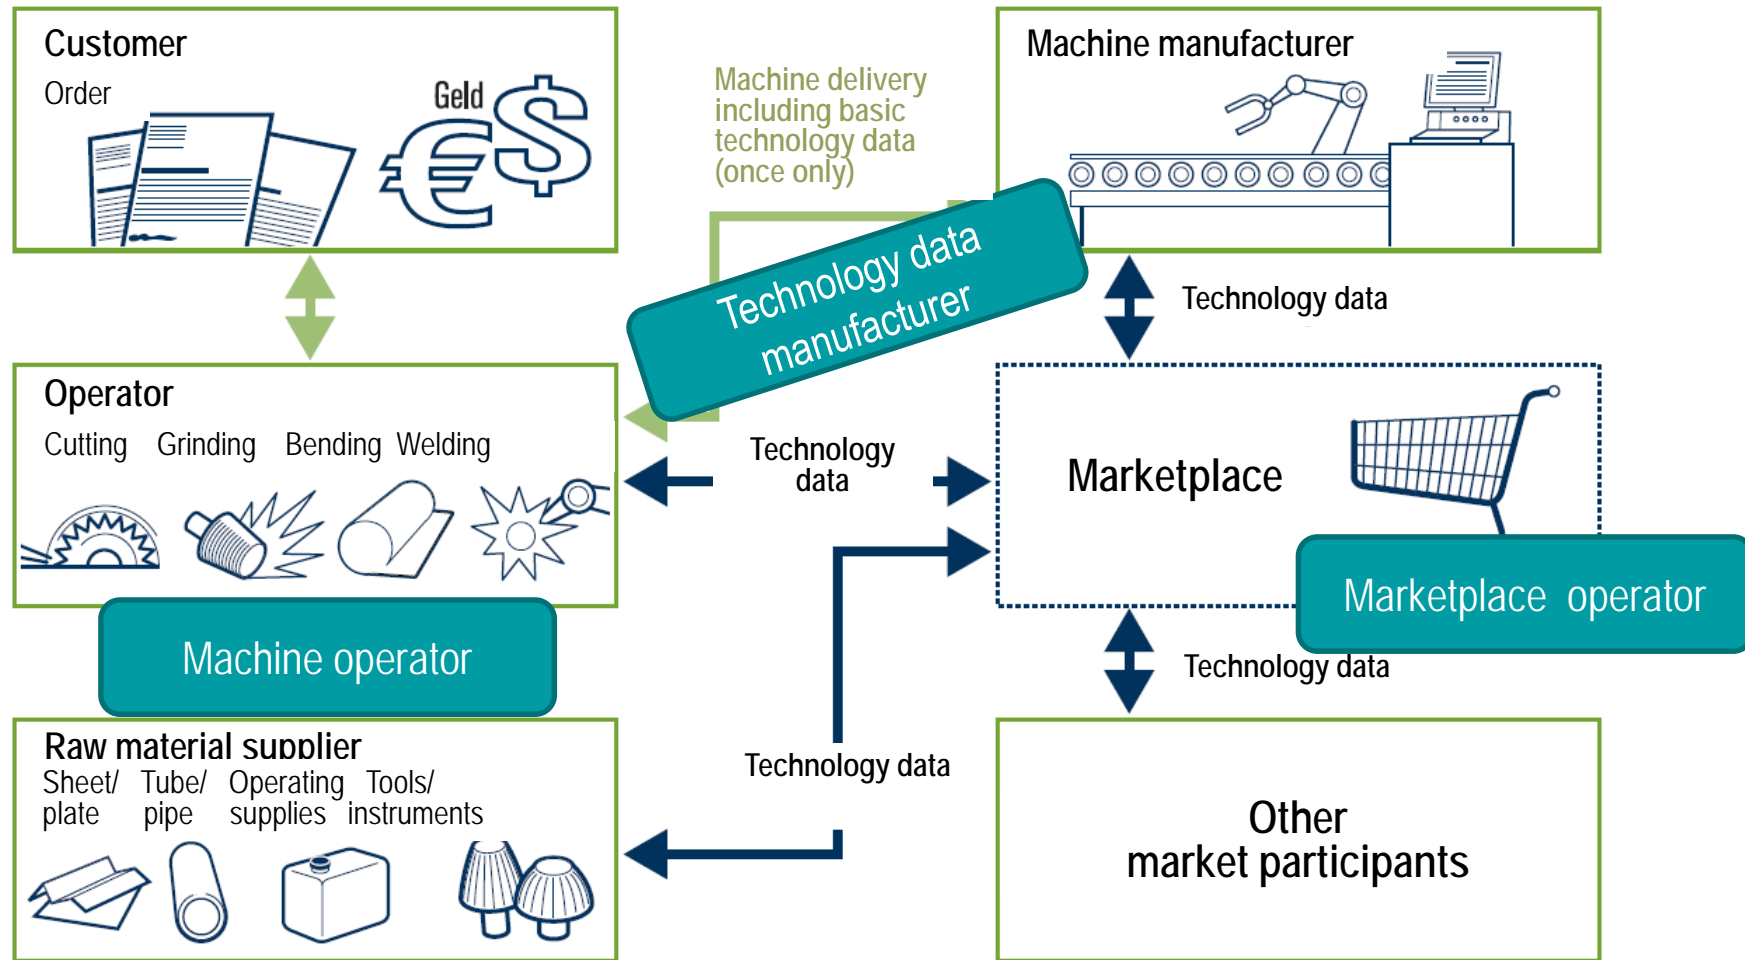 Customer
Order
Geld
Machine delivery
including basic
technology data
(once only)
Machine manufacturer
Technology data
manufacturer
Technology data
Operator
Cutting Grinding Bending Welding
Technology
data
Marketplace
Marketplace operator
Machine operator
Technology data
Raw material supplier
Sheet/ Tube/ Operating Tools/
plate pipe supplies instruments
Technology data
Other
market participants